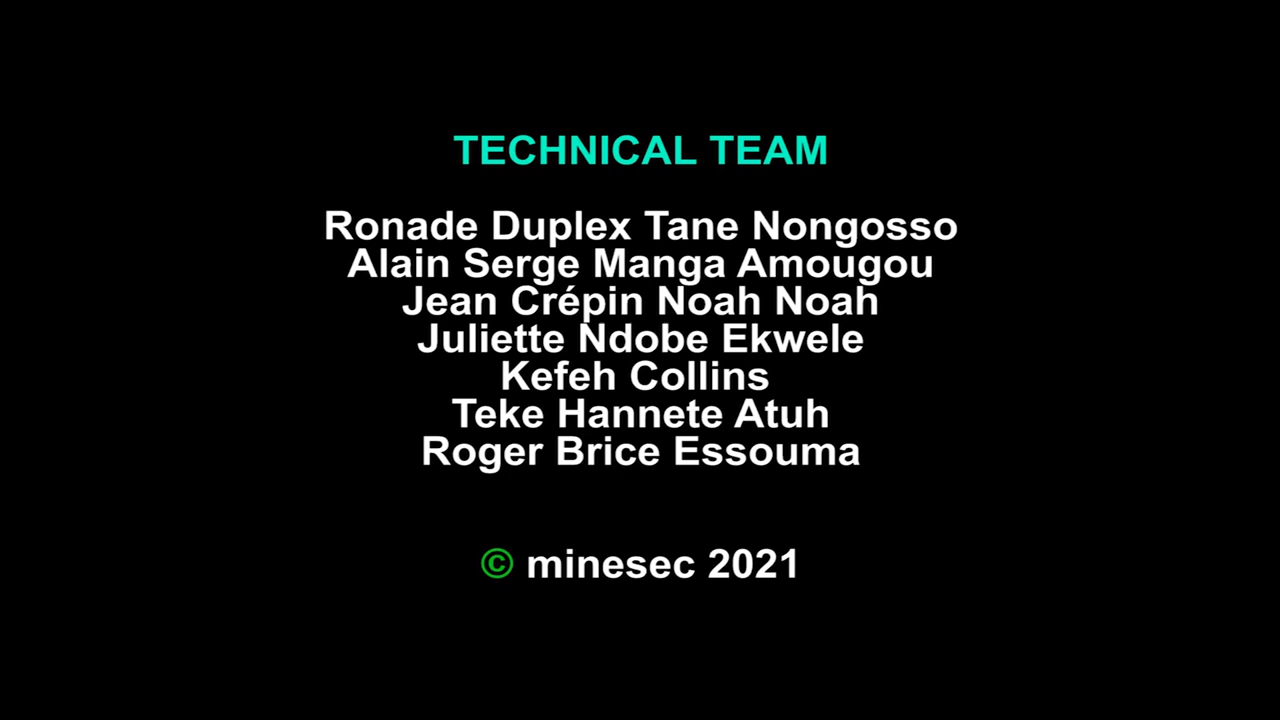 TECHNICAL TEAM
Ronade Duplex Tane Nongosso
Alain Serge Manga Amougou
Jean Crépin Noah Noah
Juliette Ndobe Ekwele
Kefeh Collins
Teke Hannete Atuh
Roger Brice Essouma
© minesec 2021